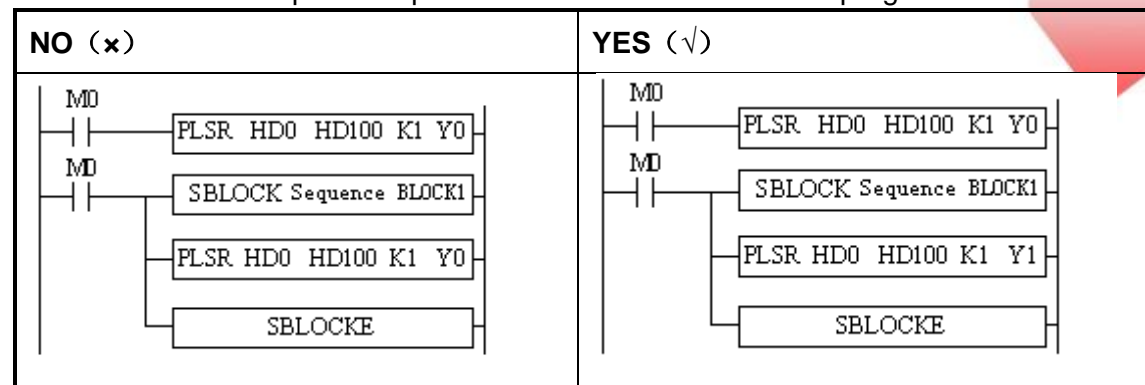 NO （×）
YES （√）
M0
PLSR HD0 HD100 K1 Y0
M0
SBLOCK Sequence BLOCK1
PLSR HD0 HD100 K1 Y0
SBLOCKE
M0
PLSR HD0 HD100 K1 Y0
M0
SBLOCK Sequence BLOCK1
PLSR HD0 HD100 K1 Y1
SBLOCKE